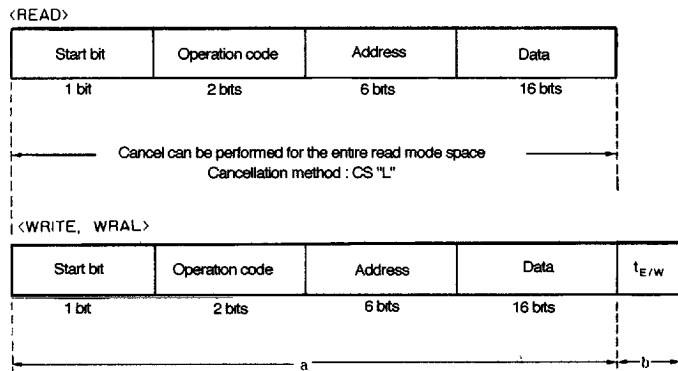 <READ>
Start bit Operation code Address Data
1 bit 2 bits 6 bits 16 bits
Cancel can be performed for the entire read mode space
Cancellation method : CS "L"
<WRITE, WRAL>
Start bit Operation code Address Data tE/W
1 bit 2 bits 6 bits 16 bits
a b